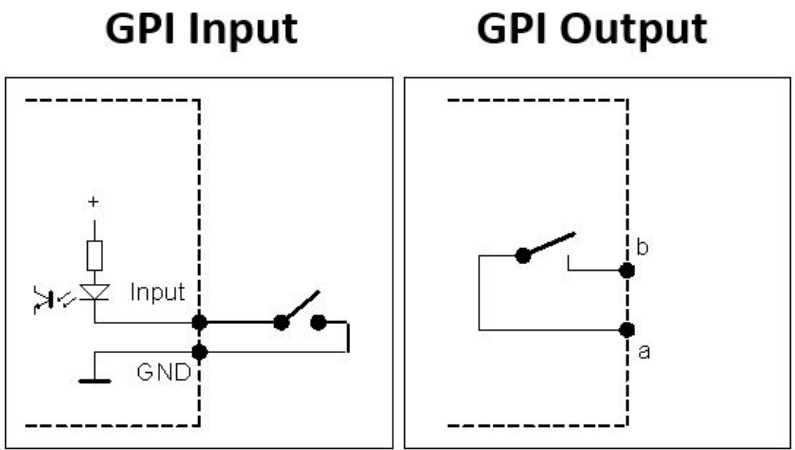 GPI Input
GPI Output
+
Input
GND
b
a